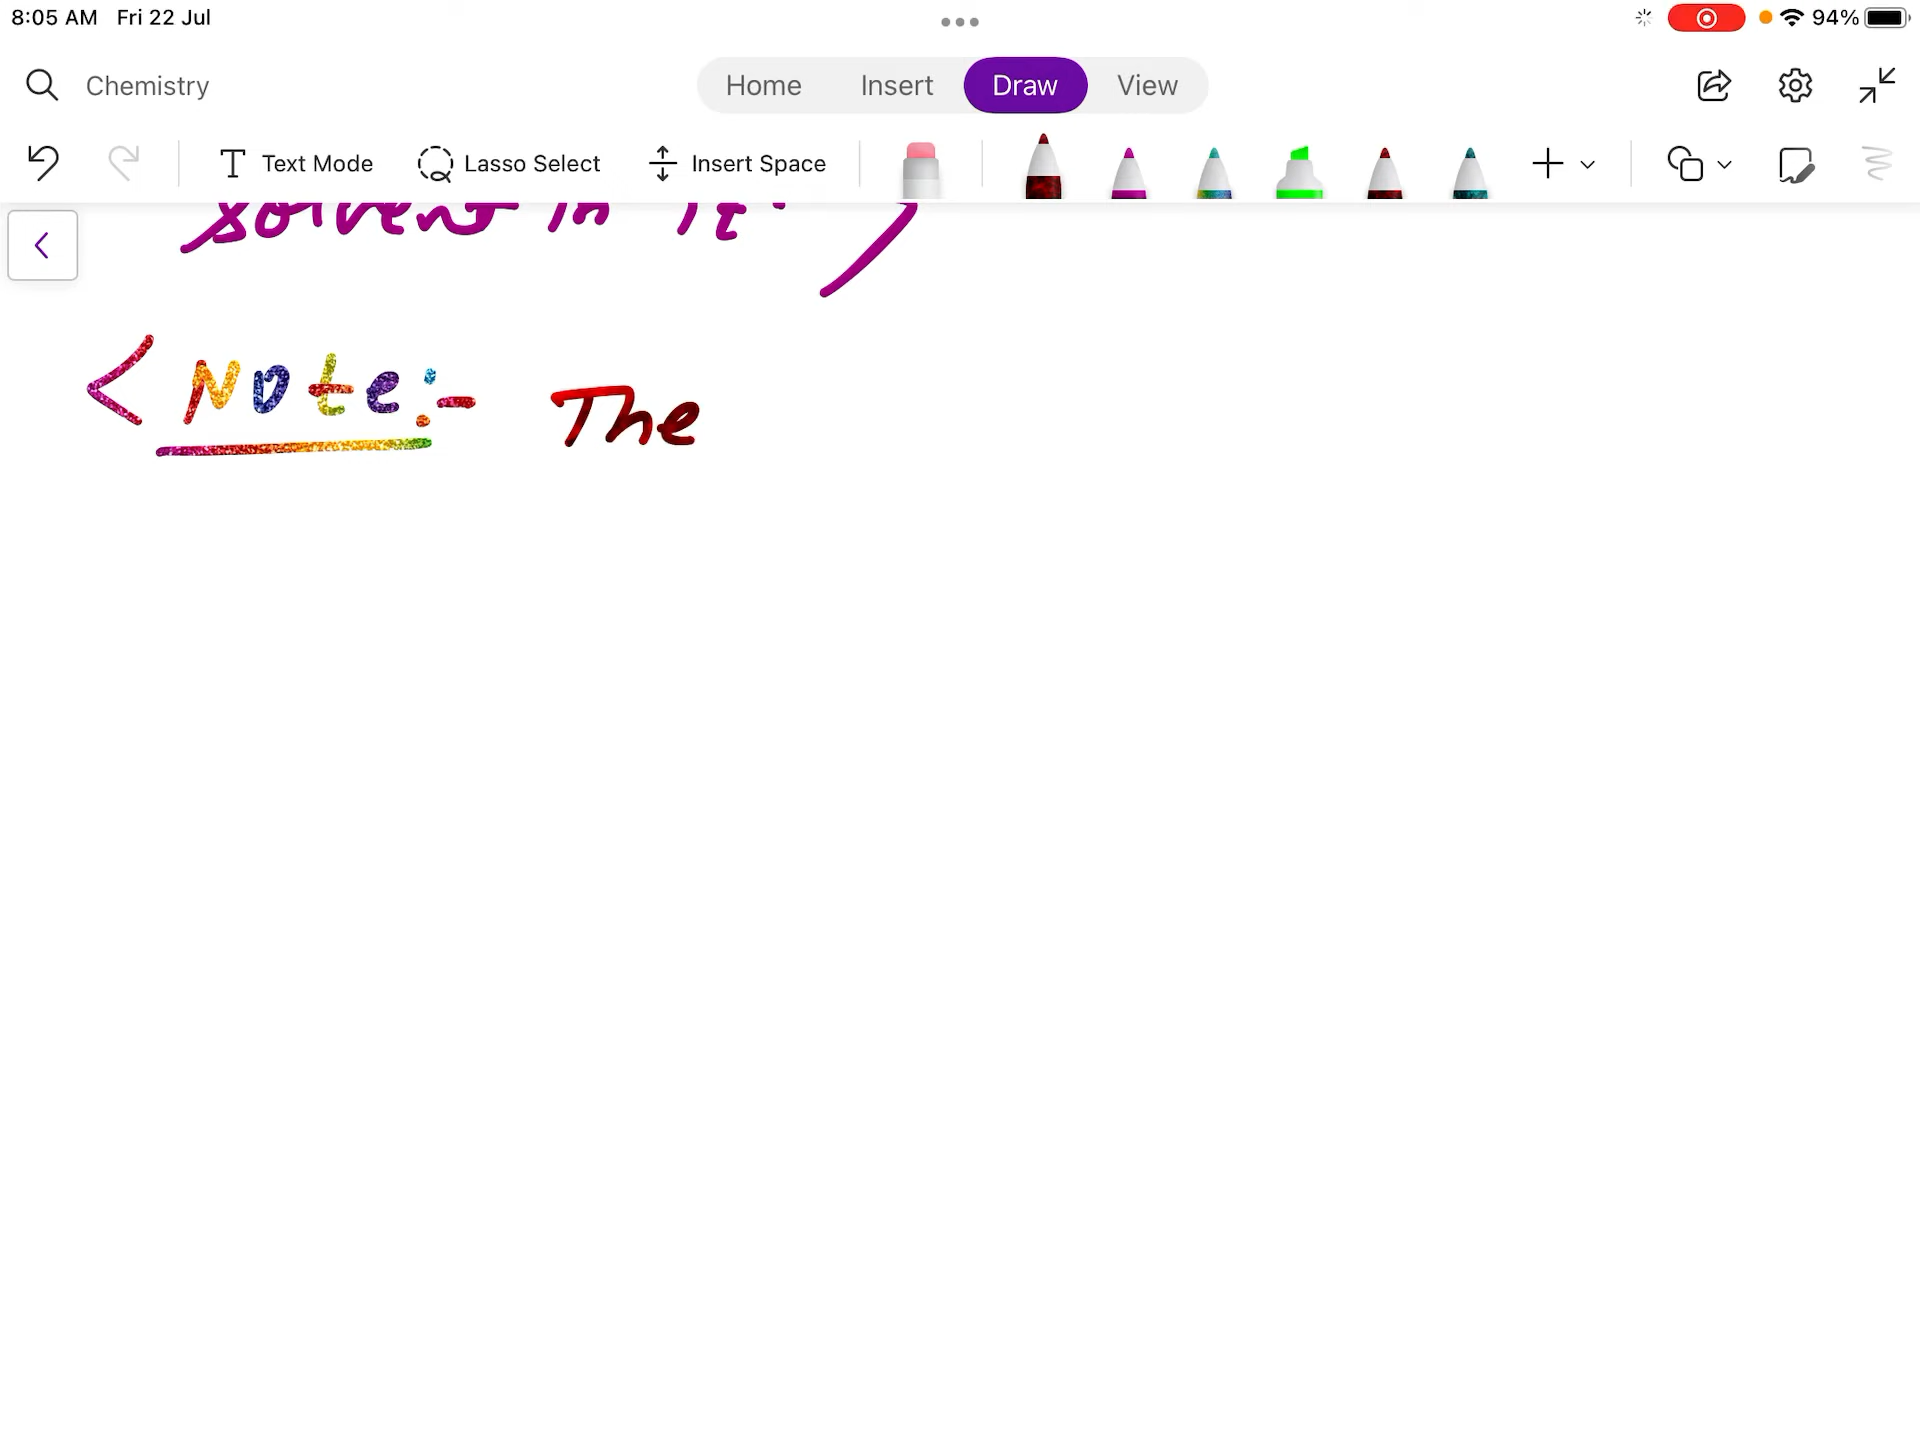 8:05 AM Fri 22 Jul 94%
Chemistry Home Insert Draw View
Text Mode Lasso Select Insert Space
solvent in it.)
< Note:- The